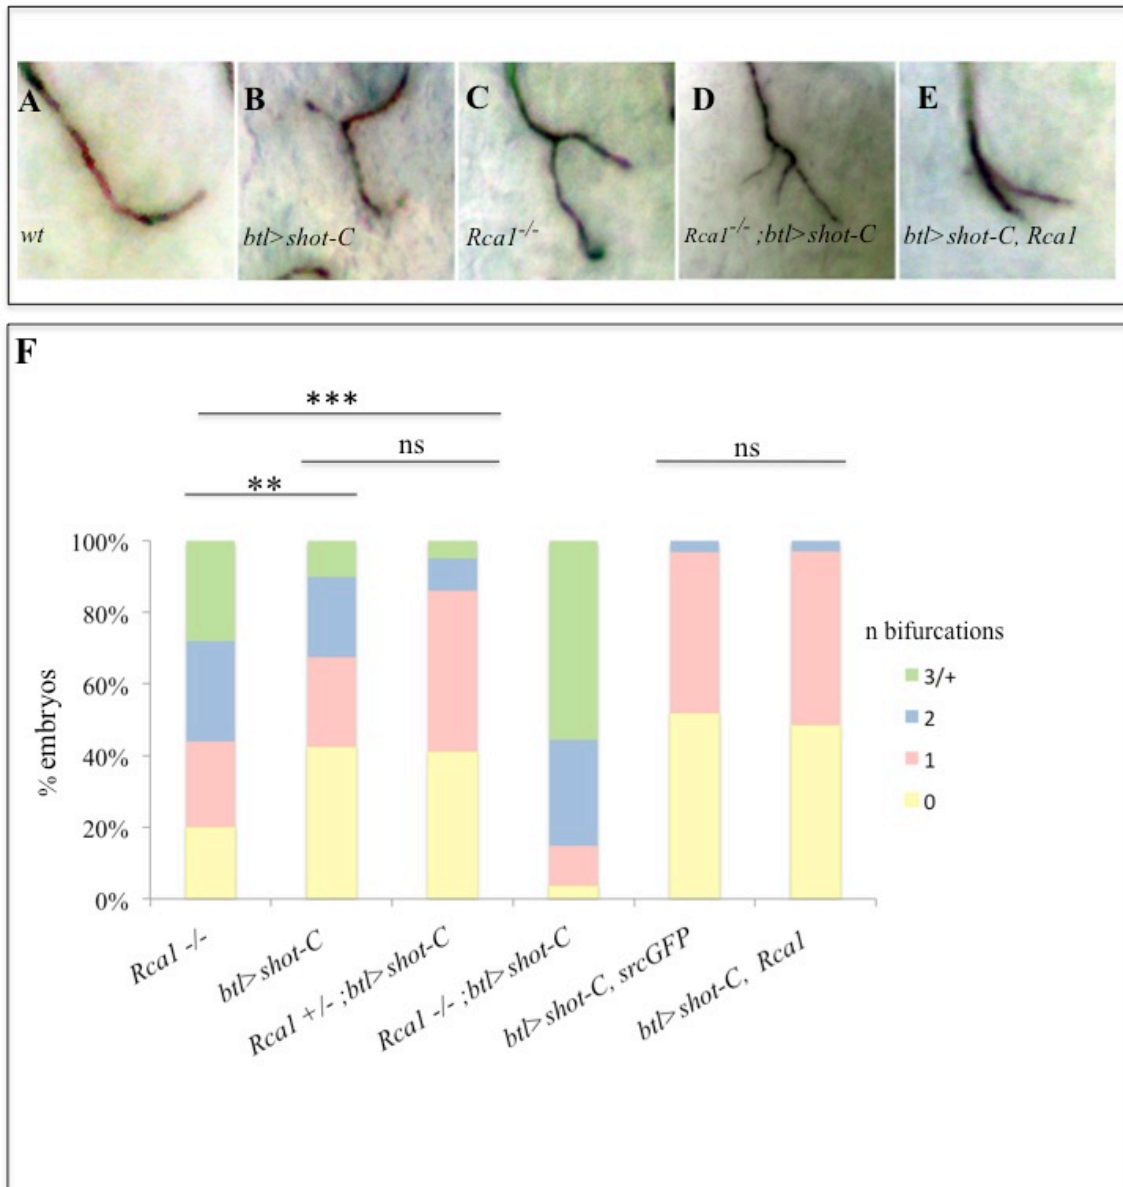 A B C D E
wt btl>shot-C Rca1-/- Rca1-/- ;btl>shot-C btl>shot-C, Rca1
F
***
ns ns
**
100%
80%
60%
40%
20%
0%
% embryos
n bifurcations
3/+
2
1
0
Rca1 -/-
btl>shot-C
Rca1 +/- ;btl>shot-C
Rca1 -/- ;btl>shot-C
btl>shot-C, srcGFP
btl>shot-C, Rca1